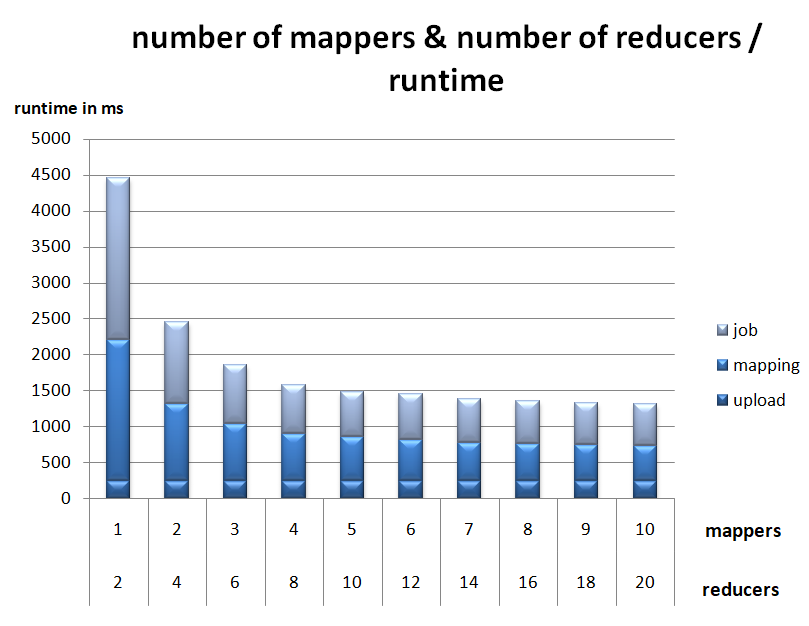 number of mappers & number of reducers /
runtime
runtime in ms
5000
4500
4000
3500
3000
2500
2000
1500
1000
500
0
job
mapping
upload
1 2 3 4 5 6 7 8 9 10 mappers
2 4 6 8 10 12 14 16 18 20 reducers